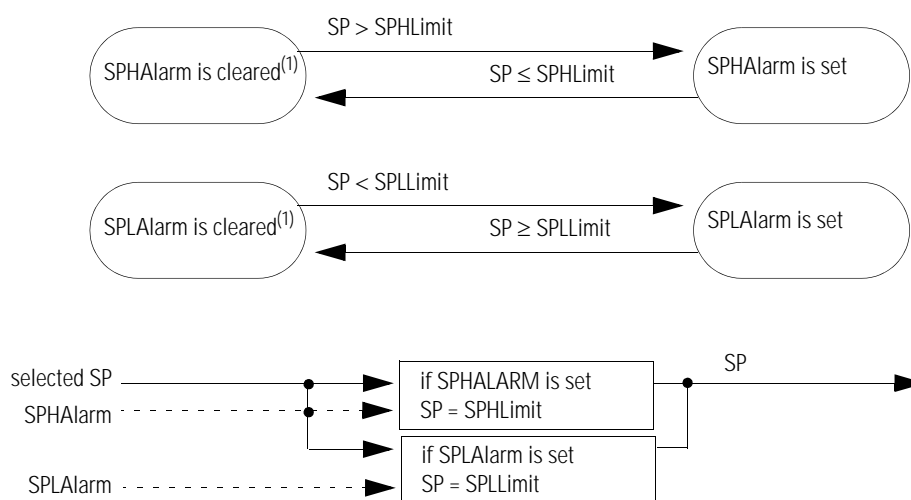 SP > SPHLimit
SPHAlarm is cleared(1)
SPHAlarm is set
SP ≤ SPHLimit
SP < SPLLimit
SPLAlarm is cleared(1)
SPLAlarm is set
SP ≥ SPLLimit
SP
selected SP
if SPHALARM is set
SPHAlarm
SP = SPHLimit
if SPLAlarm is set
SPLAlarm
SP = SPLLimit